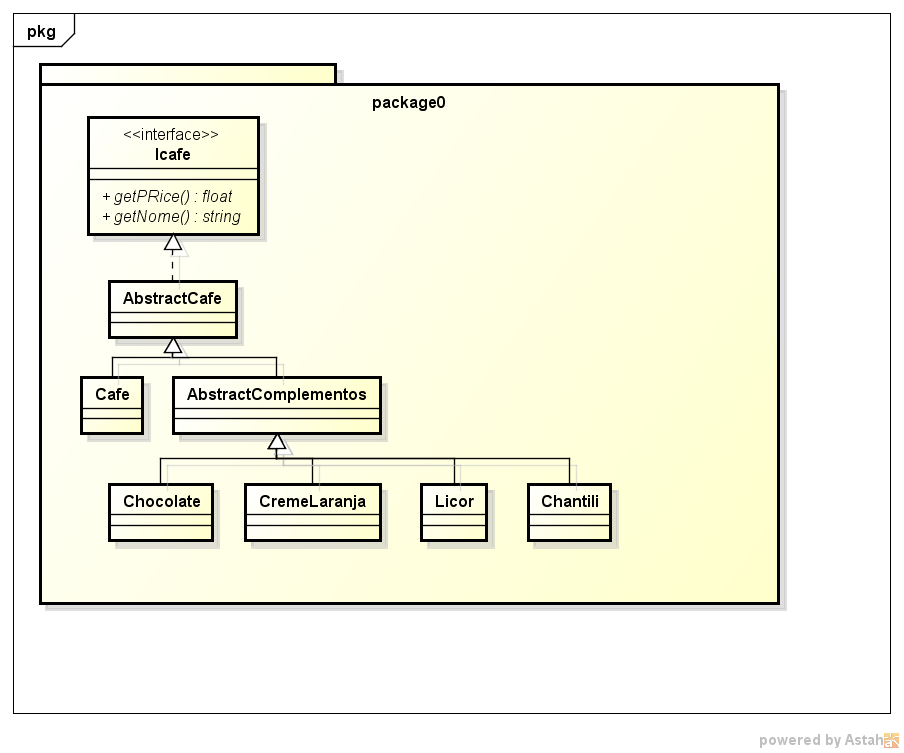 pkg
package0
<<interface>>
Icafe
+ getPRice() : float
+ getNome() : string
AbstractCafe
Cafe
AbstractComplementos
Chocolate
CremeLaranja
Licor
Chantili
powered by Astah